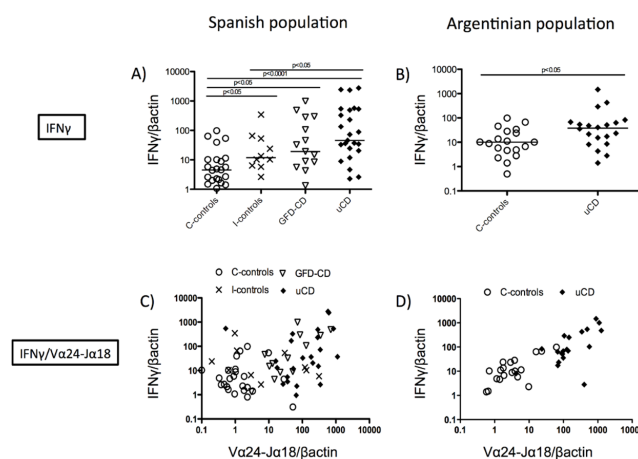 Spanish population
Argentinian population
IFNγ
A)
p<0.05
p<0.0001
p<0.05
p<0.05
IFNγ/βactin
10000
1000
100
10
1
C-controls
I-controls
GFD-CD
uCD
B)
p<0.05
IFNγ/βactin
10000
1000
100
10
1
0.1
C-controls
uCD
IFNγ/Vα24-Jα18
C)
C-controls
GFD-CD
I-controls
uCD
IFNγ/βactin
10000
1000
100
10
1
0.1
0.1
1
10
100
1000
10000
Vα24-Jα18/βactin
D)
C-controls
uCD
IFNγ/βactin
10000
1000
100
10
1
0.1
0.1
1
10
100
1000
10000
Vα24-Jα18/βactin